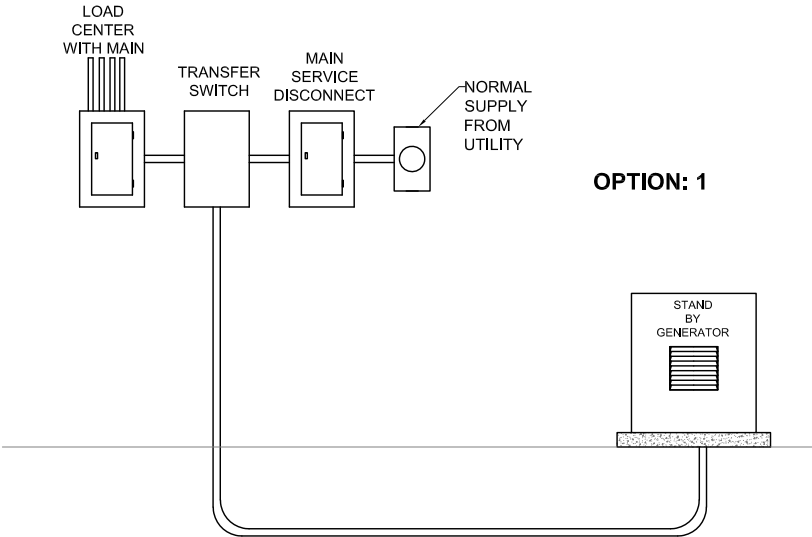 LOAD
CENTER
WITH MAIN
TRANSFER
SWITCH
MAIN
SERVICE
DISCONNECT
NORMAL
SUPPLY
FROM
UTILITY
OPTION: 1
STAND
BY
GENERATOR